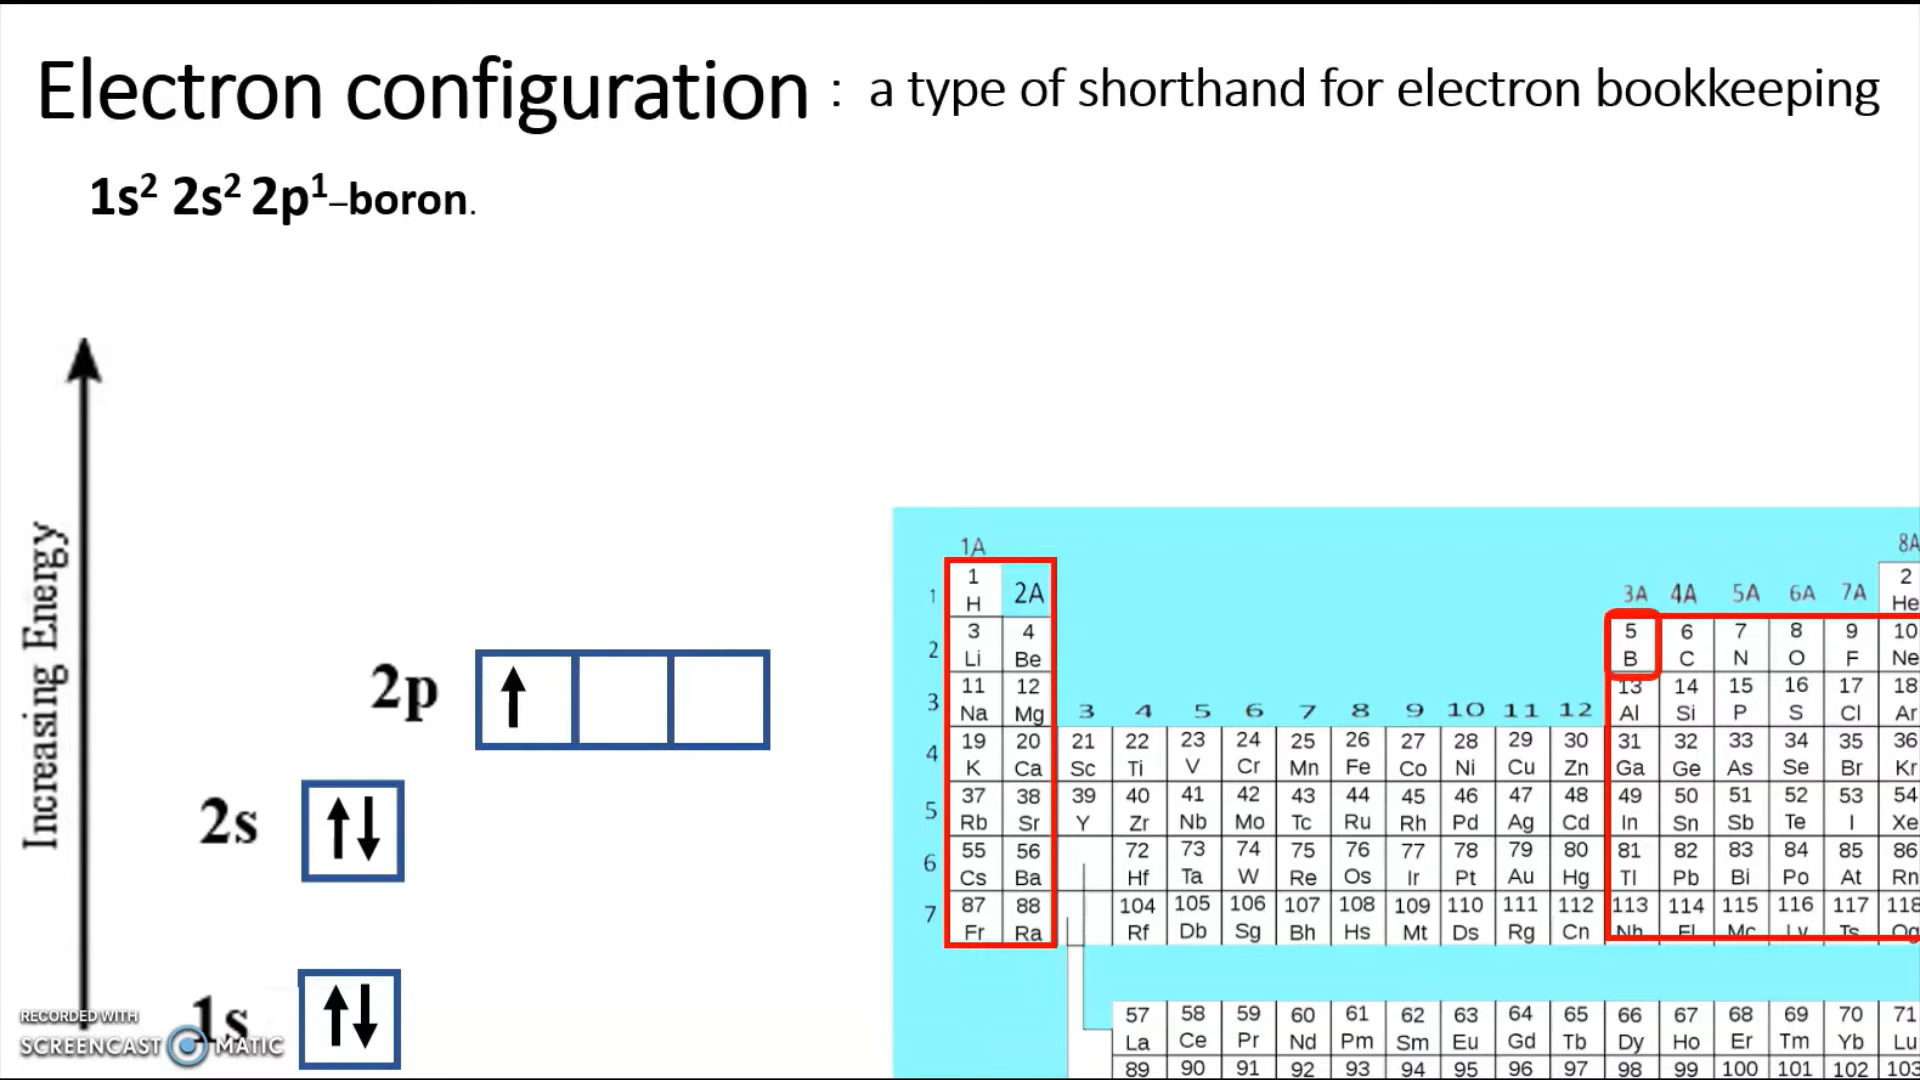 Electron configuration : a type of shorthand for electron bookkeeping
1s² 2s² 2p¹–boron.
Increasing Energy
2p
2s
1s
RECORDED WITH
SCREENCAST MATIC
1A 8A
1 2A 3A 4A 5A 6A 7A 2
1 H He
3 4 5 6 7 8 9 10
2 Li Be B C N O F Ne
11 12 13 14 15 16 17 18
3 Na Mg 3 4 5 6 7 8 9 10 11 12 Al Si P S Cl Ar
19 20 21 22 23 24 25 26 27 28 29 30 31 32 33 34 35 36
4 K Ca Sc Ti V Cr Mn Fe Co Ni Cu Zn Ga Ge As Se Br Kr
37 38 39 40 41 42 43 44 45 46 47 48 49 50 51 52 53 54
5 Rb Sr Y Zr Nb Mo Tc Ru Rh Pd Ag Cd In Sn Sb Te I Xe
55 56 72 73 74 75 76 77 78 79 80 81 82 83 84 85 86
6 Cs Ba Hf Ta W Re Os Ir Pt Au Hg Tl Pb Bi Po At Rn
87 88 104 105 106 107 108 109 110 111 112 113 114 115 116 117 118
7 Fr Ra Rf Db Sg Bh Hs Mt Ds Rg Cn Nh Fl Mc Lv Ts Og
57 58 59 60 61 62 63 64 65 66 67 68 69 70 71
La Ce Pr Nd Pm Sm Eu Gd Tb Dy Ho Er Tm Yb Lu
89 90 91 92 93 94 95 96 97 98 99 100 101 102 103